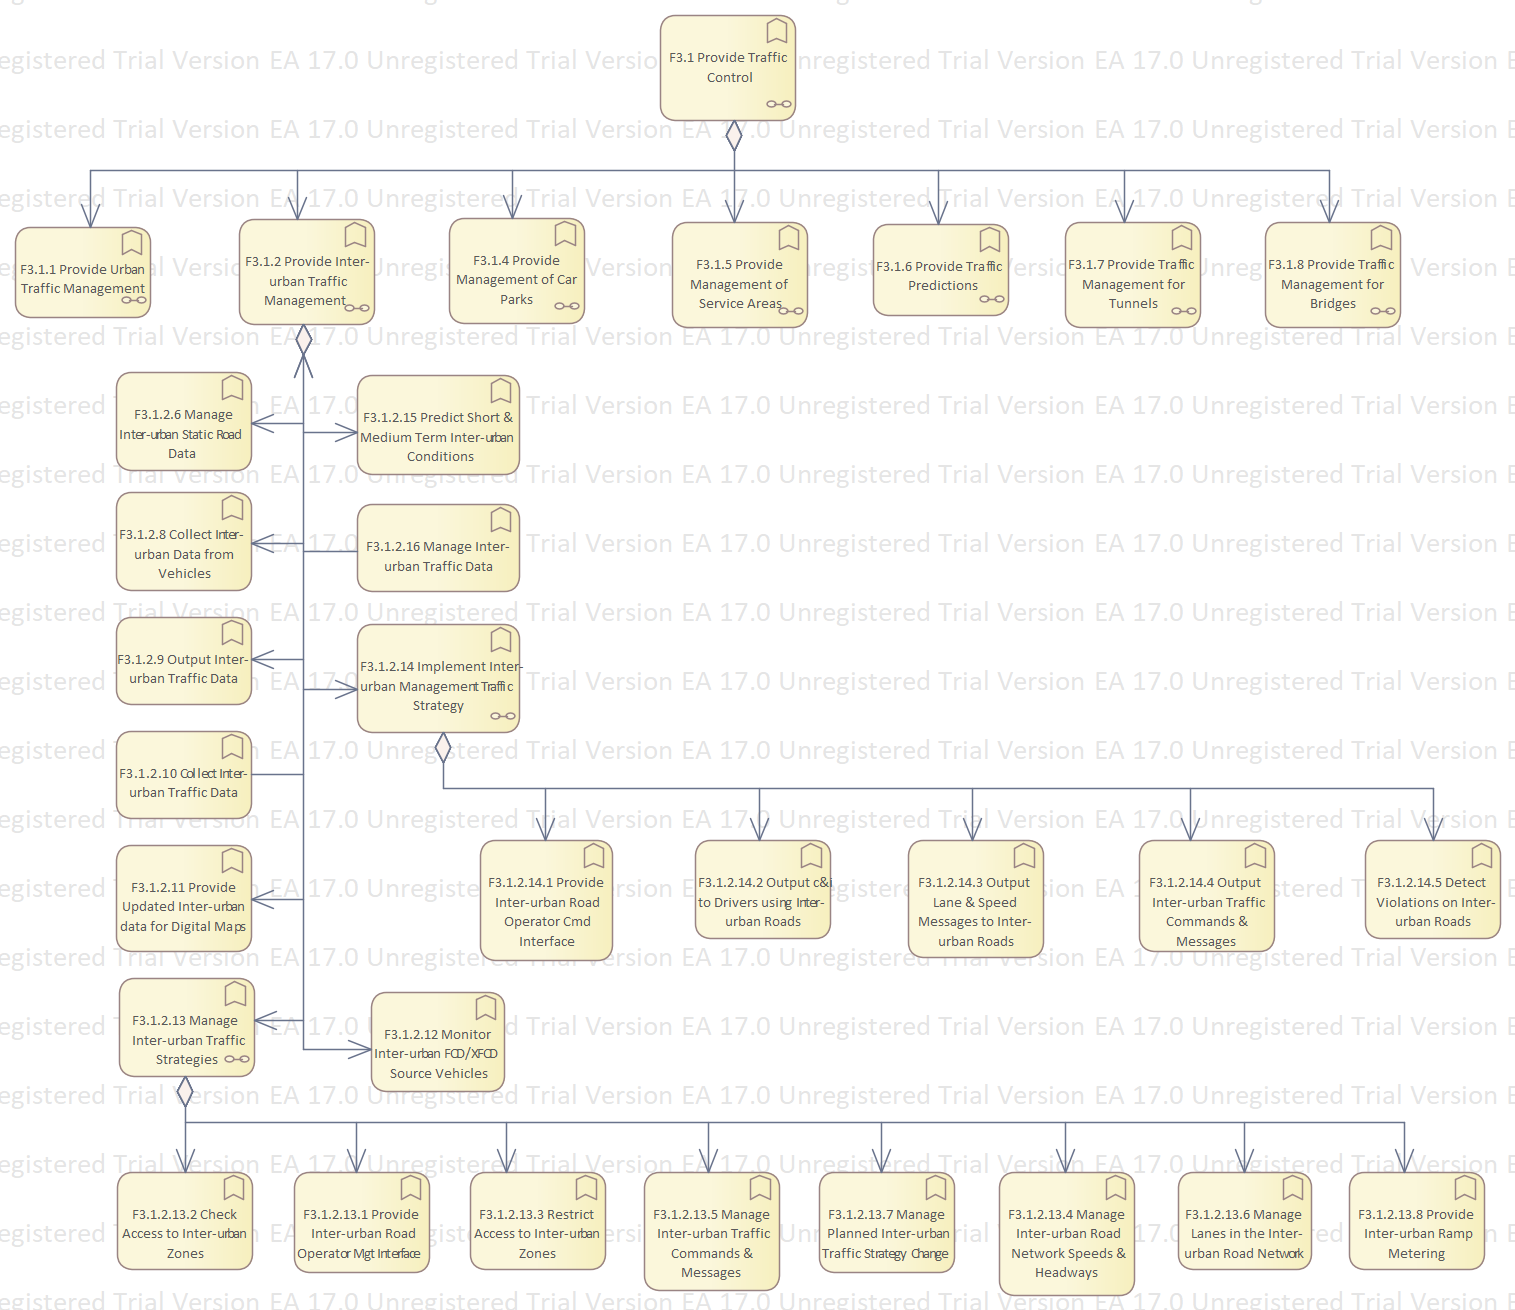 F3.1 Provide Traffic
Control
F3.1.1 Provide Urban
Traffic Management
F3.1.2 Provide Inter-
urban Traffic
Management
F3.1.4 Provide
Management of Car
Parks
F3.1.5 Provide
Management of
Service Areas
F3.1.6 Provide Traffic
Predictions
F3.1.7 Provide Traffic
Management for
Tunnels
F3.1.8 Provide Traffic
Management for
Bridges
F3.1.2.6 Manage
Inter-urban Static Road
Data
F3.1.2.15 Predict Short &
Medium Term Inter-urban
Conditions
F3.1.2.8 Collect Inter-
urban Data from
Vehicles
F3.1.2.16 Manage Inter-
urban Traffic Data
F3.1.2.9 Output Inter-
urban Traffic Data
F3.1.2.14 Implement Inter-
urban Management Traffic
Strategy
F3.1.2.10 Collect Inter-
urban Traffic Data
F3.1.2.11 Provide
Updated Inter-urban
data for Digital Maps
F3.1.2.14.1 Provide
Inter-urban Road
Operator Cmd
Interface
F3.1.2.14.2 Output c&i
to Drivers using Inter-
urban Roads
F3.1.2.14.3 Output
Lane & Speed
Messages to Inter-
urban Roads
F3.1.2.14.4 Output
Inter-urban Traffic
Commands &
Messages
F3.1.2.14.5 Detect
Violations on Inter-
urban Roads
F3.1.2.13 Manage
Inter-urban Traffic
Strategies
F3.1.2.12 Monitor
Inter-urban FCD/XFCD
Source Vehicles
F3.1.2.13.2 Check
Access to Inter-urban
Zones
F3.1.2.13.1 Provide
Inter-urban Road
Operator Mgt Interface
F3.1.2.13.3 Restrict
Access to Inter-urban
Zones
F3.1.2.13.5 Manage
Inter-urban Traffic
Commands &
Messages
F3.1.2.13.7 Manage
Planned Inter-urban
Traffic Strategy Change
F3.1.2.13.4 Manage
Inter-urban Road
Network Speeds &
Headways
F3.1.2.13.6 Manage
Lanes in the Inter-
urban Road Network
F3.1.2.13.8 Provide
Inter-urban Ramp
Metering